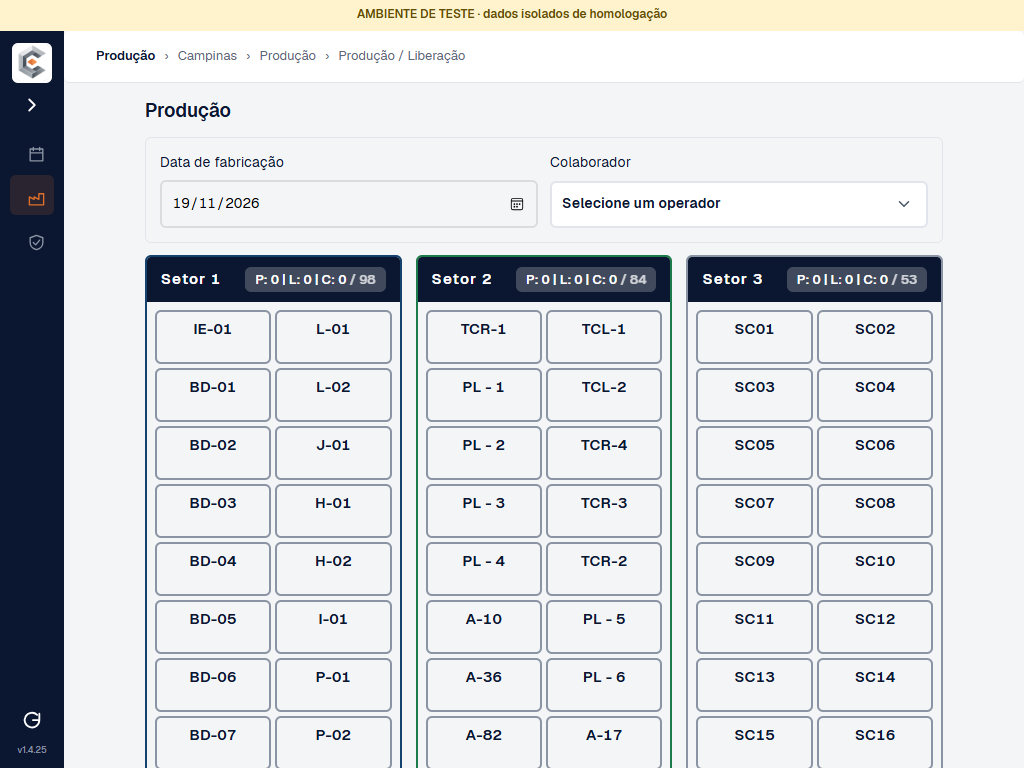 AMBIENTE DE TESTE · dados isolados de homologação
Produção › Campinas › Produção › Produção / Liberação
Produção
Data de fabricação
19/11/2026
Colaborador
Selecione um operador
Setor 1 P: 0 | L: 0 | C: 0 / 98
IE-01 L-01
BD-01 L-02
BD-02 J-01
BD-03 H-01
BD-04 H-02
BD-05 I-01
BD-06 P-01
BD-07 P-02
Setor 2 P: 0 | L: 0 | C: 0 / 84
TCR-1 TCL-1
PL - 1 TCL-2
PL - 2 TCR-4
PL - 3 TCR-3
PL - 4 TCR-2
A-10 PL - 5
A-36 PL - 6
A-82 A-17
Setor 3 P: 0 | L: 0 | C: 0 / 53
SC01 SC02
SC03 SC04
SC05 SC06
SC07 SC08
SC09 SC10
SC11 SC12
SC13 SC14
SC15 SC16
v1.4.25